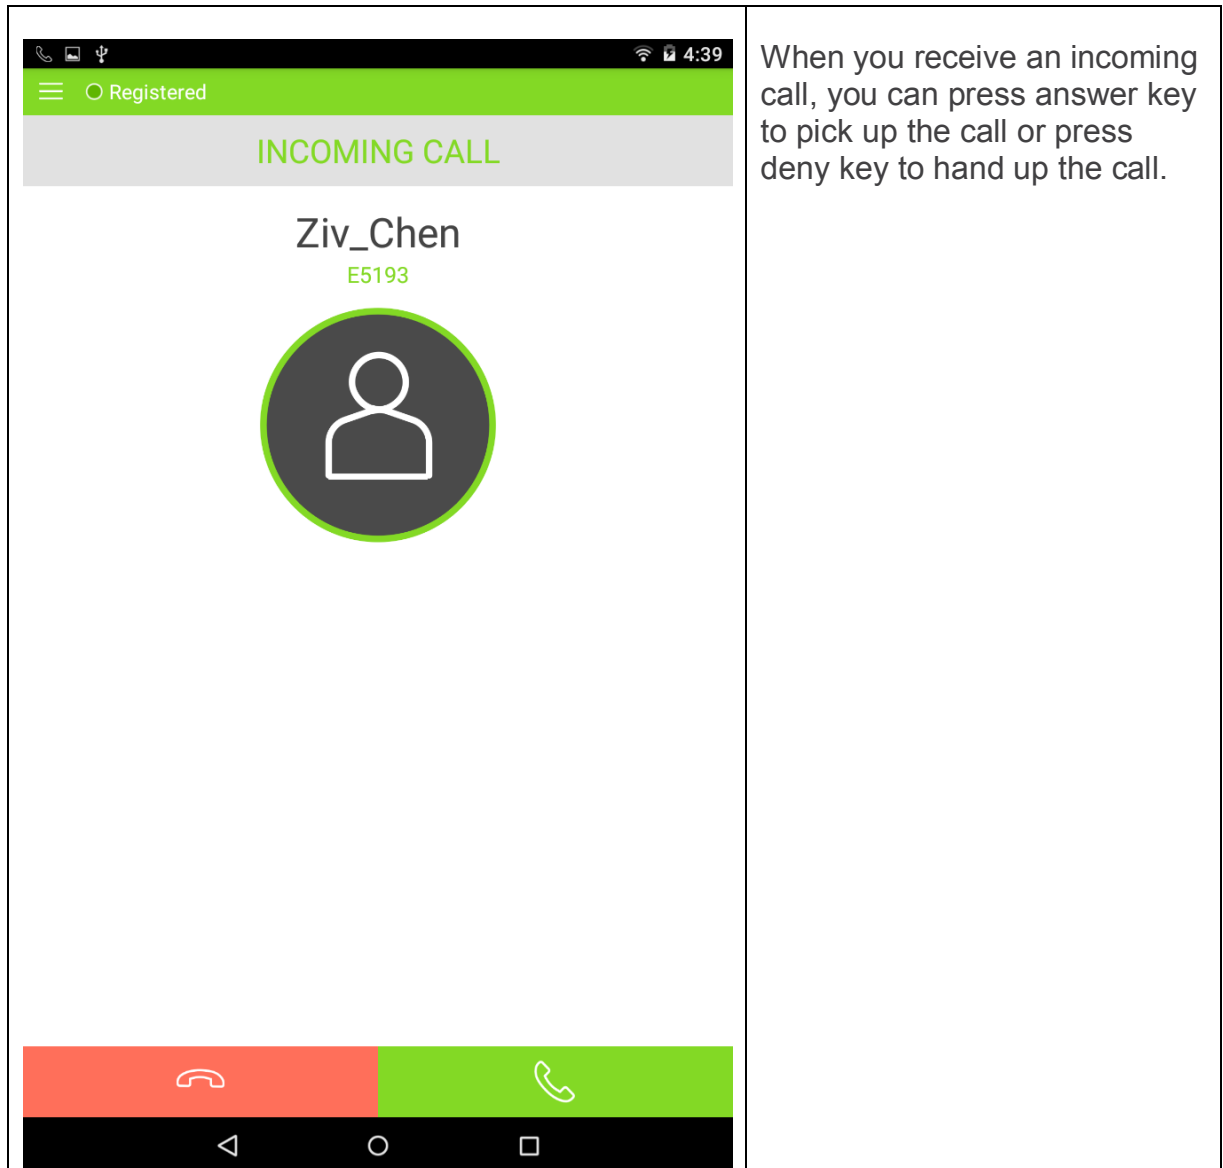 4:39
Registered
INCOMING CALL
Ziv_Chen
E5193
When you receive an incoming
call, you can press answer key
to pick up the call or press
deny key to hand up the call.